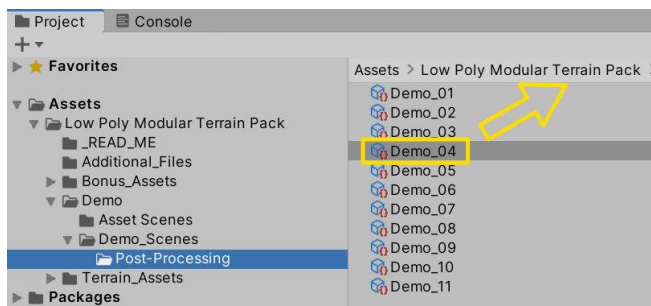 Project
Console
Favorites
Assets
Low Poly Modular Terrain Pack
_READ_ME
Additional_Files
Bonus_Assets
Demo
Asset Scenes
Demo_Scenes
Post-Processing
Terrain_Assets
Packages
Assets > Low Poly Modular Terrain Pack
Demo_01
Demo_02
Demo_03
Demo_04
Demo_05
Demo_06
Demo_07
Demo_08
Demo_09
Demo_10
Demo_11